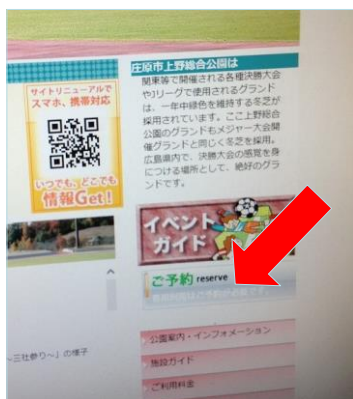 サイトリニューアルで
スマホ、携帯対応
いつでも、どこでも
情報Get!
庄原市上野総合公園は
関東等で開催される各種決勝大会
やJリーグで使用されるグランド
は、一年中緑色を維持する冬芝が
採用されています。ここ上野総合
公園のグランドもメジャー大会開
催グランドと同じく冬芝を採用。
広島県内で、決勝大会の感覚を身
につける場所として、絶好のグラ
ンドです。
イベント
ガイド
ご予約 reserve
〜三社参り〜」の様子
公園案内・インフォメーション
施設ガイド
ご利用料金